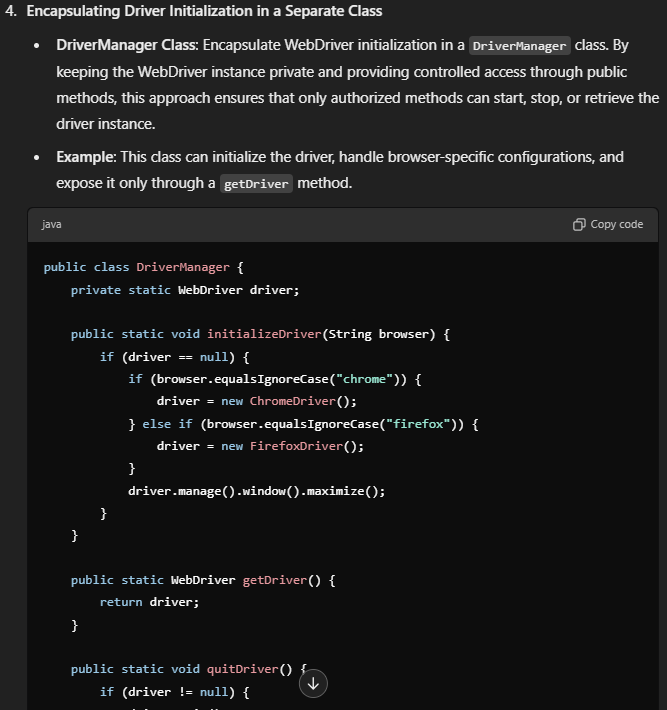 4. Encapsulating Driver Initialization in a Separate Class
• DriverManager Class: Encapsulate WebDriver initialization in a DriverManager class. By
keeping the WebDriver instance private and providing controlled access through public
methods, this approach ensures that only authorized methods can start, stop, or retrieve the
driver instance.
• Example: This class can initialize the driver, handle browser-specific configurations, and
expose it only through a getDriver method.
java Copy code
public class DriverManager {
    private static WebDriver driver;
    public static void initializeDriver(String browser) {
        if (driver == null) {
            if (browser.equalsIgnoreCase("chrome")) {
                driver = new ChromeDriver();
            } else if (browser.equalsIgnoreCase("firefox")) {
                driver = new FirefoxDriver();
            }
            driver.manage().window().maximize();
        }
    }
    public static WebDriver getDriver() {
        return driver;
    }
    public static void quitDriver() {
        if (driver != null) {